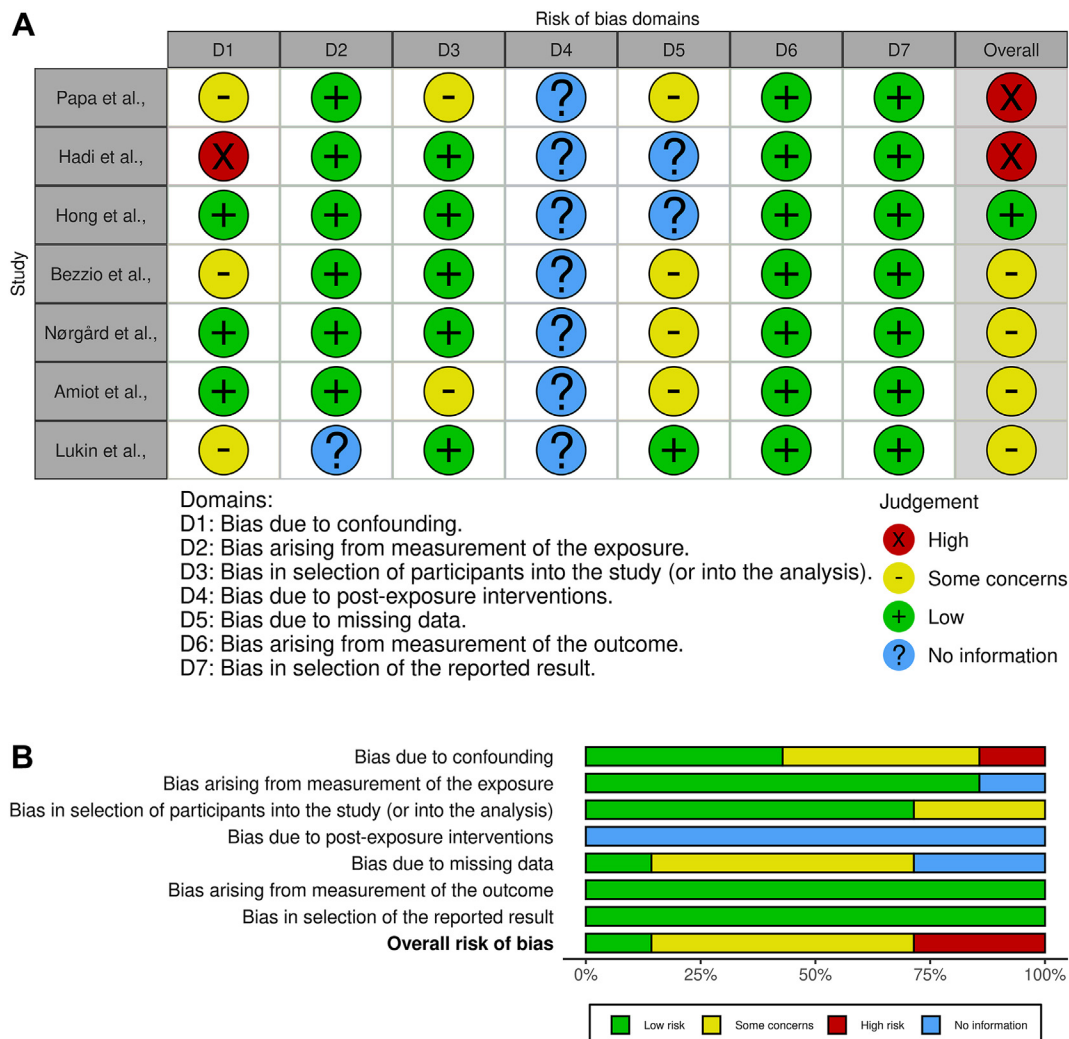 A
Risk of bias domains
D1 D2 D3 D4 D5 D6 D7 Overall
Study
Papa et al., - + - ? - + + X
Hadi et al., X + + ? ? + + X
Hong et al., + + + ? ? + + +
Bezzio et al., - + + ? - + + -
Nørgård et al., + + + ? - + + -
Amiot et al., + + - ? - + + -
Lukin et al., - ? + ? + + + -
Domains:
D1: Bias due to confounding.
D2: Bias arising from measurement of the exposure.
D3: Bias in selection of participants into the study (or into the analysis).
D4: Bias due to post-exposure interventions.
D5: Bias due to missing data.
D6: Bias arising from measurement of the outcome.
D7: Bias in selection of the reported result.
Judgement
X High
- Some concerns
+ Low
? No information
B
Bias due to confounding
Bias arising from measurement of the exposure
Bias in selection of participants into the study (or into the analysis)
Bias due to post-exposure interventions
Bias due to missing data
Bias arising from measurement of the outcome
Bias in selection of the reported result
Overall risk of bias
0% 25% 50% 75% 100%
Low risk Some concerns High risk No information